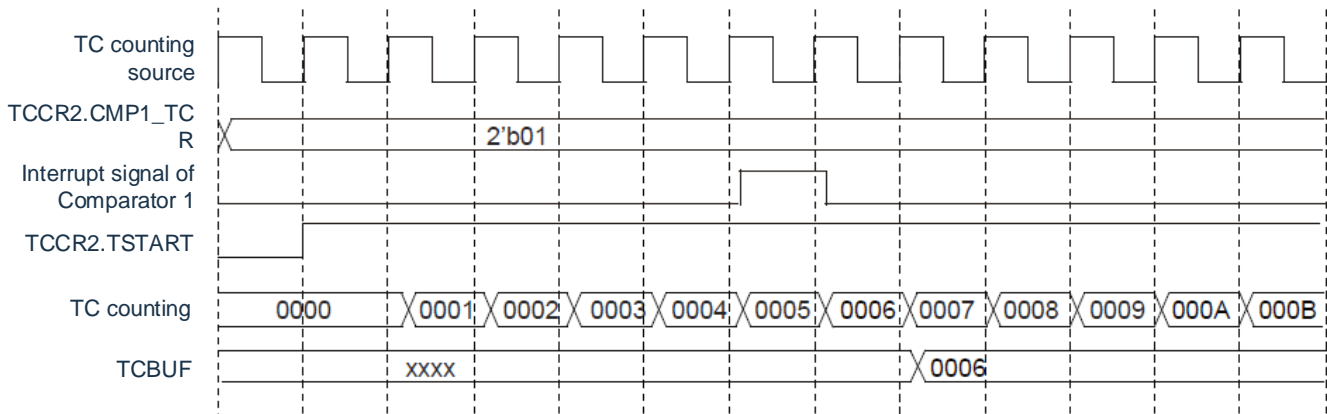 TC counting
source
TCCR2.CMP1_TC
R
2'b01
Interrupt signal of
Comparator 1
TCCR2.TSTART
TC counting
0000 0001 0002 0003 0004 0005 0006 0007 0008 0009 000A 000B
TCBUF
xxxx 0006